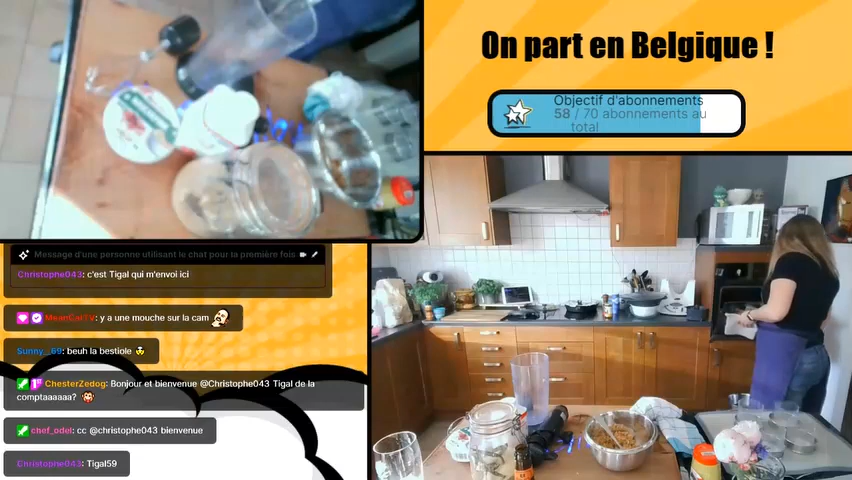 On part en Belgique !
Objectif d'abonnements
58 / 70 abonnements au
total
Message d'une personne utilisant le chat pour la première fois
Christophe043: c'est Tigal qui m'envoi ici
MeanCatTV: y a une mouche sur la cam
Sunny__69: beuh la bestiole
ChesterZedog: Bonjour et bienvenue @Christophe043 Tigal de la
comptaaaaaa?
chef_odel: cc @christophe043 bienvenue
Christophe043: Tigal59